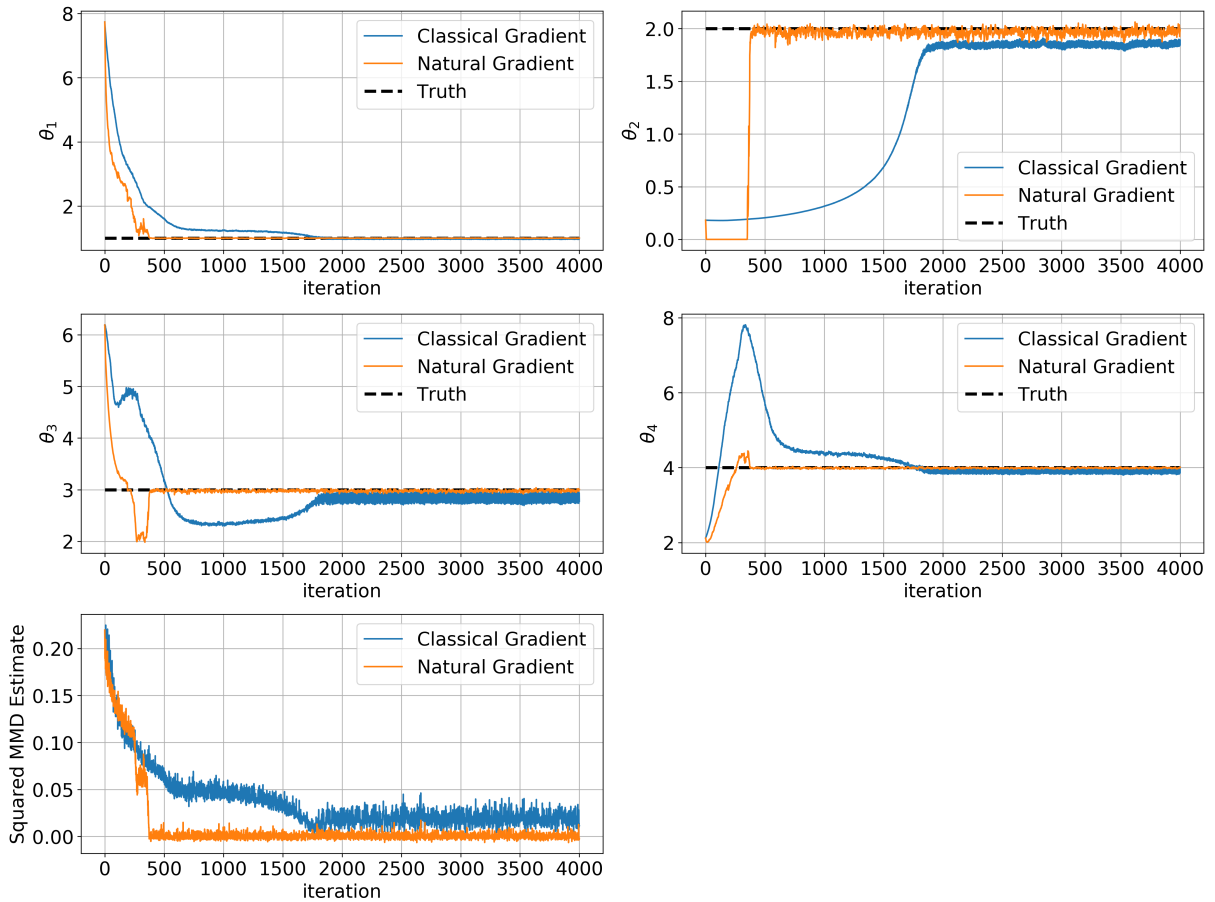 8
6
4
2
θ1
0 500 1000 1500 2000 2500 3000 3500 4000
iteration
Classical Gradient
Natural Gradient
Truth
2.0
1.5
1.0
0.5
0.0
θ2
0 500 1000 1500 2000 2500 3000 3500 4000
iteration
Classical Gradient
Natural Gradient
Truth
6
5
4
3
2
θ3
0 500 1000 1500 2000 2500 3000 3500 4000
iteration
Classical Gradient
Natural Gradient
Truth
8
6
4
2
θ4
0 500 1000 1500 2000 2500 3000 3500 4000
iteration
Classical Gradient
Natural Gradient
Truth
0.20
0.15
0.10
0.05
0.00
Squared MMD Estimate
0 500 1000 1500 2000 2500 3000 3500 4000
iteration
Classical Gradient
Natural Gradient